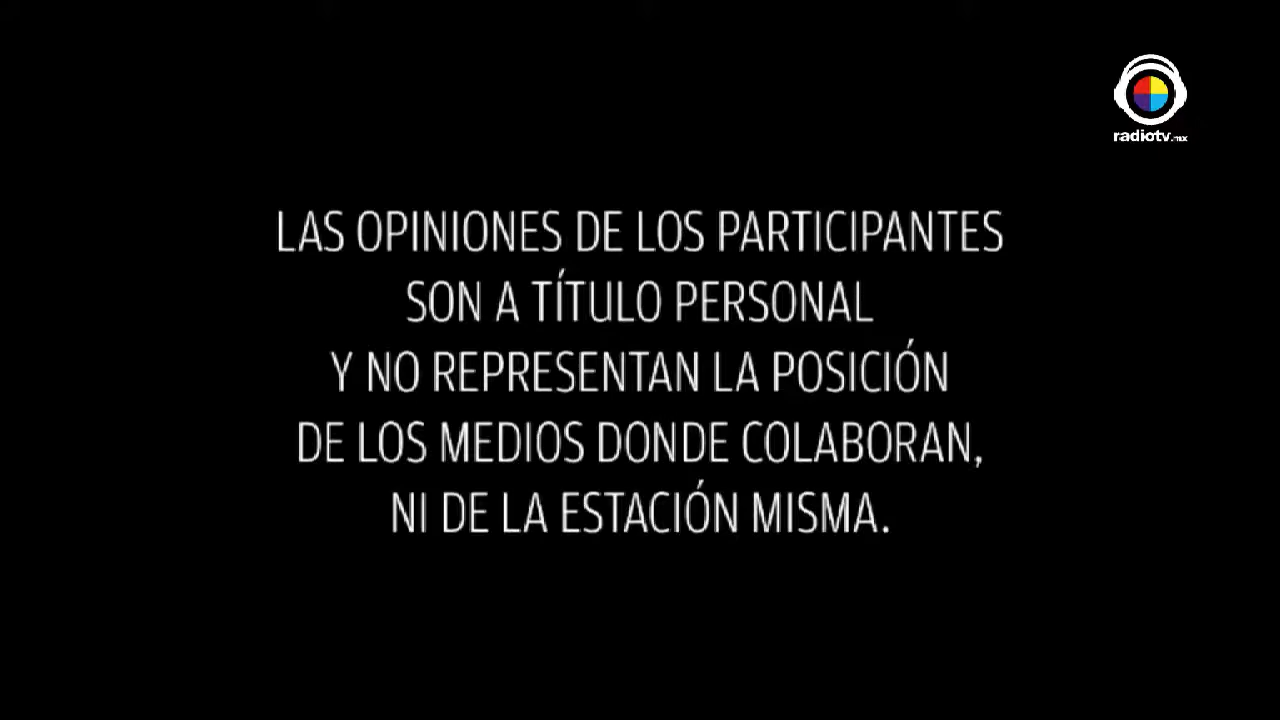 radiotv.mx
LAS OPINIONES DE LOS PARTICIPANTES
SON A TÍTULO PERSONAL
Y NO REPRESENTAN LA POSICIÓN
DE LOS MEDIOS DONDE COLABORAN,
NI DE LA ESTACIÓN MISMA.